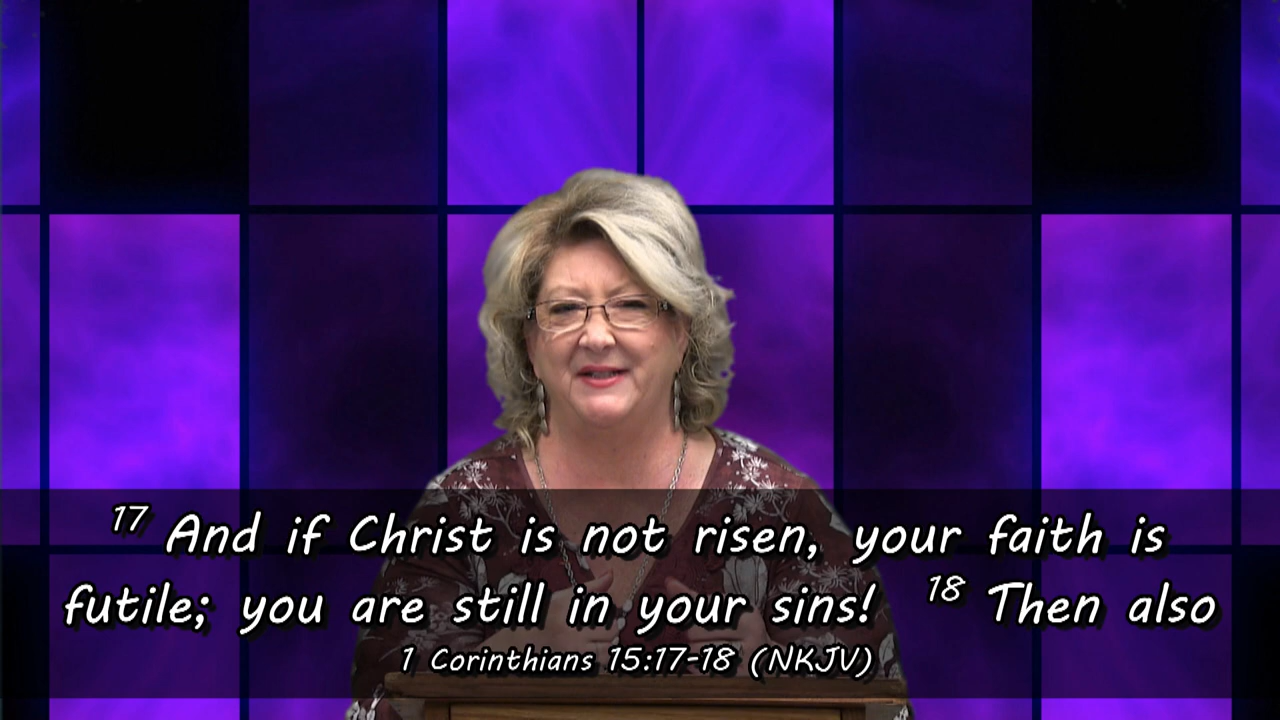 17 And if Christ is not risen, your faith is
futile; you are still in your sins! 18 Then also
1 Corinthians 15:17-18 (NKJV)